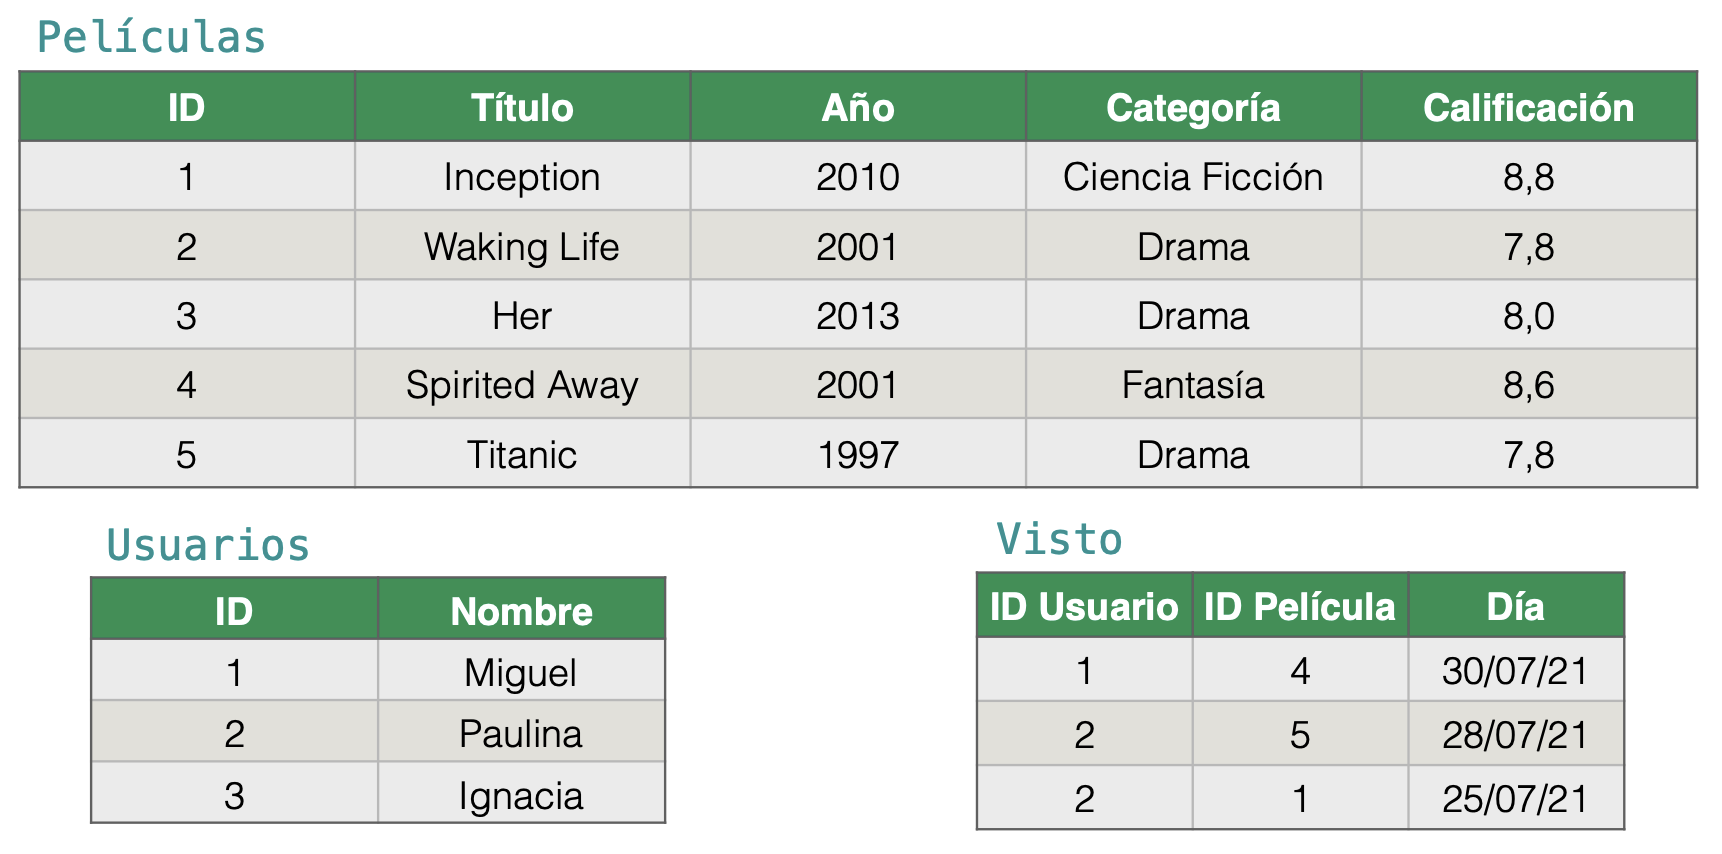 Películas
ID Título Año Categoría Calificación
1 Inception 2010 Ciencia Ficción 8,8
2 Waking Life 2001 Drama 7,8
3 Her 2013 Drama 8,0
4 Spirited Away 2001 Fantasía 8,6
5 Titanic 1997 Drama 7,8
Usuarios
ID Nombre
1 Miguel
2 Paulina
3 Ignacia
Visto
ID Usuario ID Película Día
1 4 30/07/21
2 5 28/07/21
2 1 25/07/21